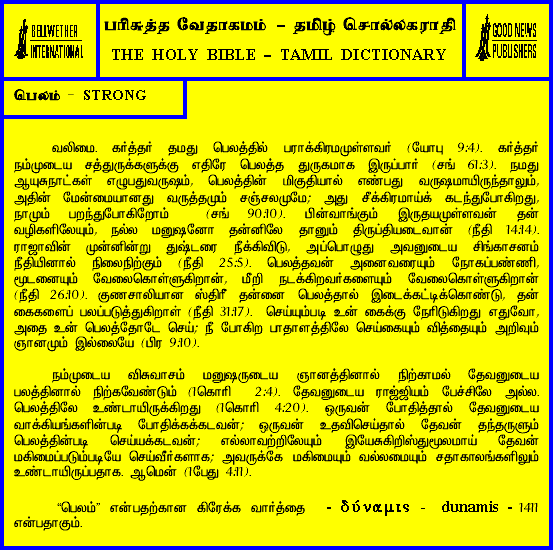 BELLWETHER
INTERNATIONAL
பரிசுத்த வேதாகமம் – தமிழ் சொல்லகராதி
THE HOLY BIBLE – TAMIL DICTIONARY
GOOD NEWS
PUBLISHERS
பெலம் – STRONG
வலிமை. கர்த்தர் தமது பெலத்தில் பராக்கிரமமுள்ளவர் (யோபு 9:4). கர்த்தர்
நம்முடைய சத்துருக்களுக்கு எதிரே பெலத்த துருகமாக இருப்பார் (சங் 61:3). நமது
ஆயுசுநாட்கள் எழுபதுவருஷம், பெலத்தின் மிகுதியால் எண்பது வருஷமாயிருந்தாலும்,
அதின் மேன்மையானது வருத்தமும் சஞ்சலமுமே; அது சீக்கிரமாய்க் கடந்துபோகிறது,
நாமும் பறந்துபோகிறோம் (சங் 90:10). பின்வாங்கும் இருதயமுள்ளவன் தன்
வழிகளிலேயும், நல்ல மனுஷனோ தன்னிலே தானும் திருப்தியடைவான் (நீதி 14:14).
ராஜாவின் முன்னின்று துஷ்டரை நீக்கிவிடு, அப்பொழுது அவனுடைய சிங்காசனம்
நீதியினால் நிலைநிற்கும் (நீதி 25:5). பெலத்தவன் அனைவரையும் நோகப்பண்ணி,
மூடனையும் வேலைகொள்ளுகிறான், மீறி நடக்கிறவர்களையும் வேலைகொள்ளுகிறான்
(நீதி 26:10). குணசாலியான ஸ்திரீ தன்னை பெலத்தால் இடைக்கட்டிக்கொண்டு, தன்
கைகளைப் பலப்படுத்துகிறாள் (நீதி 31:17). செய்யும்படி உன் கைக்கு நேரிடுகிறது எதுவோ,
அதை உன் பெலத்தோடே செய்; நீ போகிற பாதாளத்திலே செய்கையும் வித்தையும் அறிவும்
ஞானமும் இல்லையே (பிர 9:10).
நம்முடைய விசுவாசம் மனுஷருடைய ஞானத்தினால் நிற்காமல் தேவனுடைய
பலத்தினால் நிற்கவேண்டும் (1கொரி 2:4). தேவனுடைய ராஜ்ஜியம் பேச்சிலே அல்ல.
பெலத்திலே உண்டாயிருக்கிறது (1கொரி 4:20). ஒருவன் போதித்தால் தேவனுடைய
வாக்கியங்களின்படி போதிக்கக்கடவன்; ஒருவன் உதவிசெய்தால் தேவன் தந்தருளும்
பெலத்தின்படி செய்யக்கடவன்; எல்லாவற்றிலேயும் இயேசுகிறிஸ்துமூலமாய் தேவன்
மகிமைப்படும்படியே செய்வீர்களாக; அவருக்கே மகிமையும் வல்லமையும் சதாகாலங்களிலும்
உண்டாயிருப்பதாக. ஆமென் (1பேது 4:11).
“பெலம்” என்பதற்கான கிரேக்க வார்த்தை - δύναμις - dunamis - 1411
என்பதாகும்.